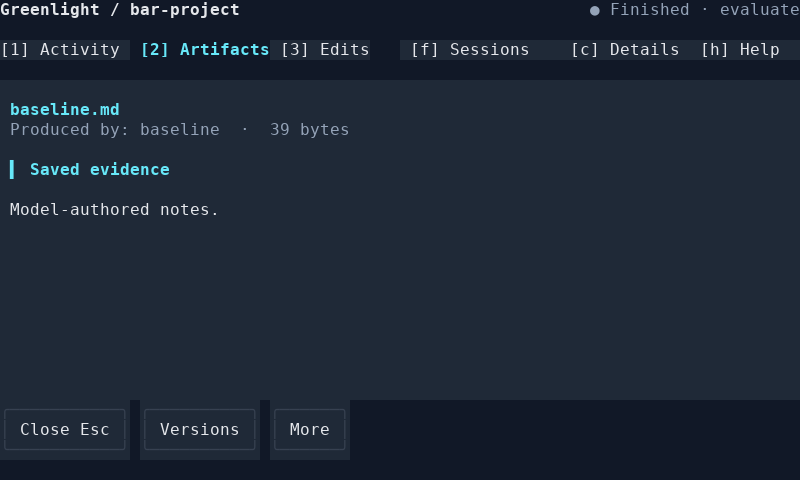 Greenlight / bar-project ● Finished · evaluate
[1] Activity [2] Artifacts [3] Edits [f] Sessions [c] Details [h] Help
baseline.md
Produced by: baseline · 39 bytes
Saved evidence
Model-authored notes.
Close Esc Versions More